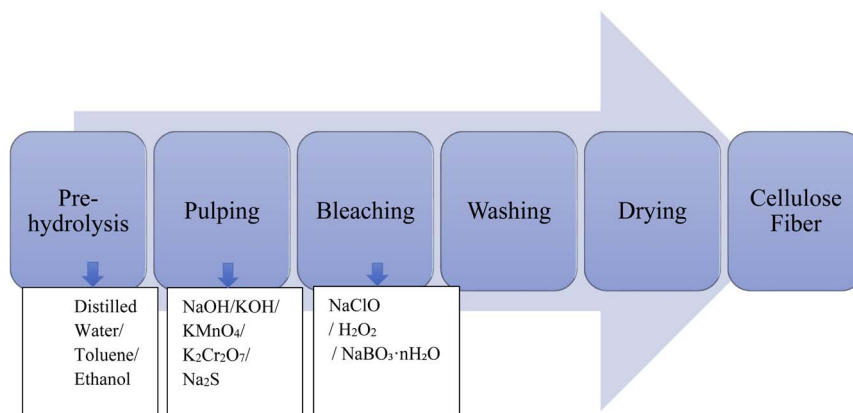 Pre-
hydrolysis
Pulping
Bleaching
Washing
Drying
Cellulose
Fiber
Distilled
Water/
Toluene/
Ethanol
NaOH/KOH/
KMnO₄/
K₂Cr₂O₇/
Na₂S
NaClO
/ H₂O₂
/ NaBO₃·nH₂O